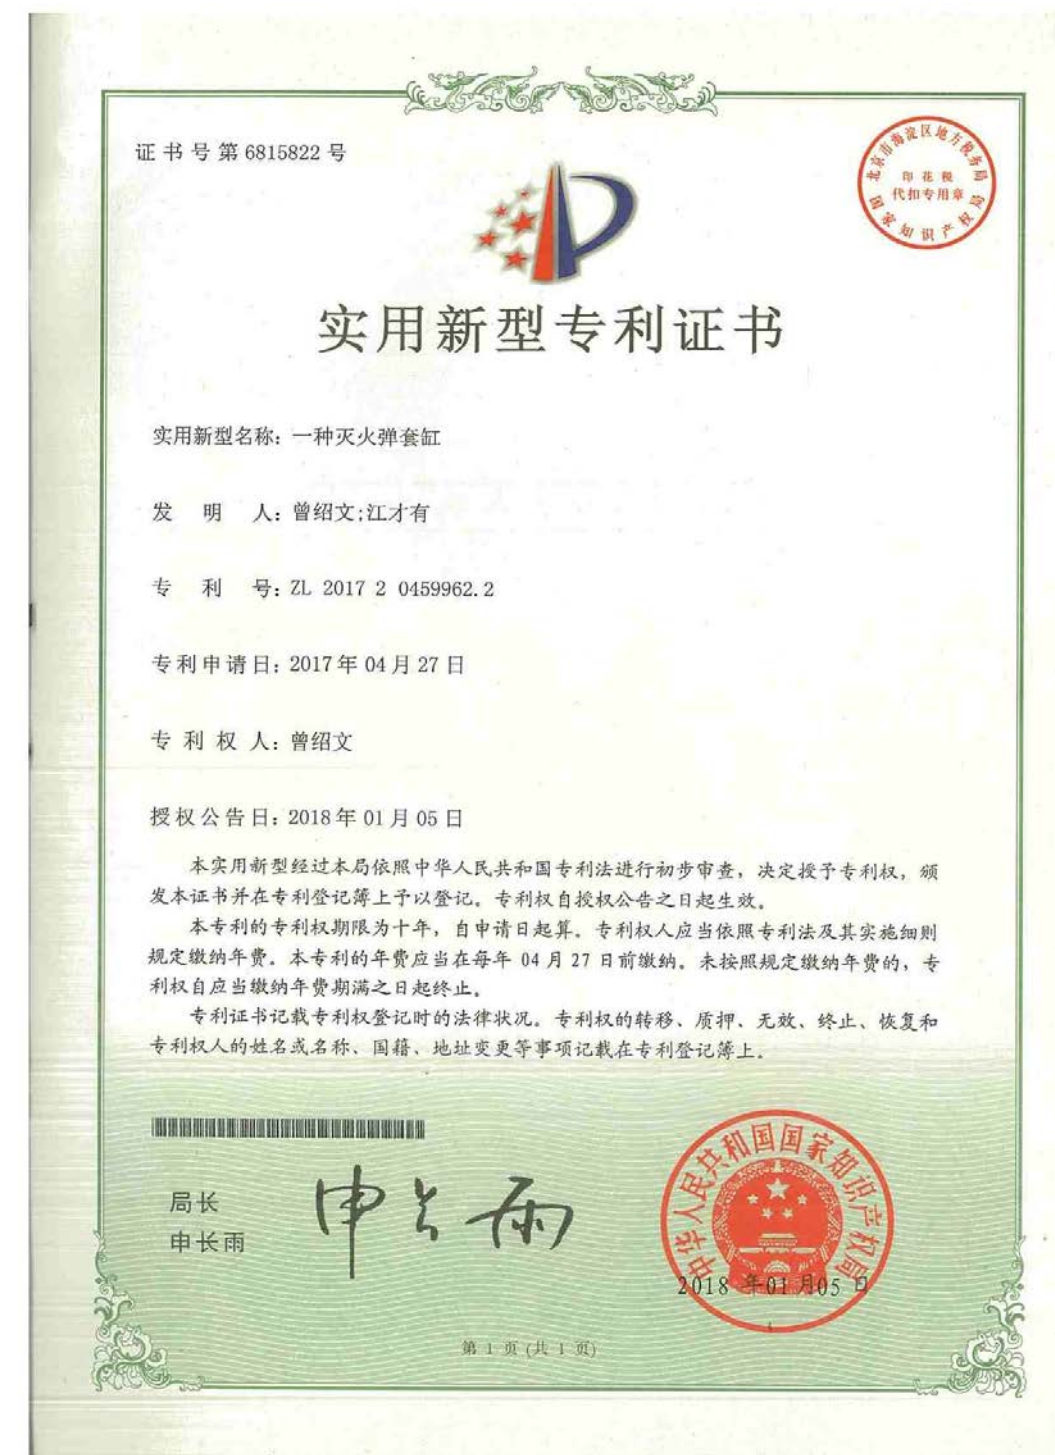 证书号第6815822号
北京市海淀区地方税务局
印花税
代扣专用章
国家知识产权局
实用新型专利证书
实用新型名称：一种灭火弹套缸
发明人：曾绍文;江才有
专利号：ZL 2017 2 0459962.2
专利申请日：2017年04月27日
专利权人：曾绍文
授权公告日：2018年01月05日
本实用新型经过本局依照中华人民共和国专利法进行初步审查，决定授予专利权，颁
发本证书并在专利登记簿上予以登记。专利权自授权公告之日起生效。
本专利的专利权期限为十年，自申请日起算。专利权人应当依照专利法及其实施细则
规定缴纳年费。本专利的年费应当在每年 04 月 27 日前缴纳。未按照规定缴纳年费的，专
利权自应当缴纳年费期满之日起终止。
专利证书记载专利权登记时的法律状况。专利权的转移、质押、无效、终止、恢复和
专利权人的姓名或名称、国籍、地址变更等事项记载在专利登记簿上。
局长
申长雨
申长雨
中华人民共和国国家知识产权局
2018年01月05日
第 1 页 (共 1 页)